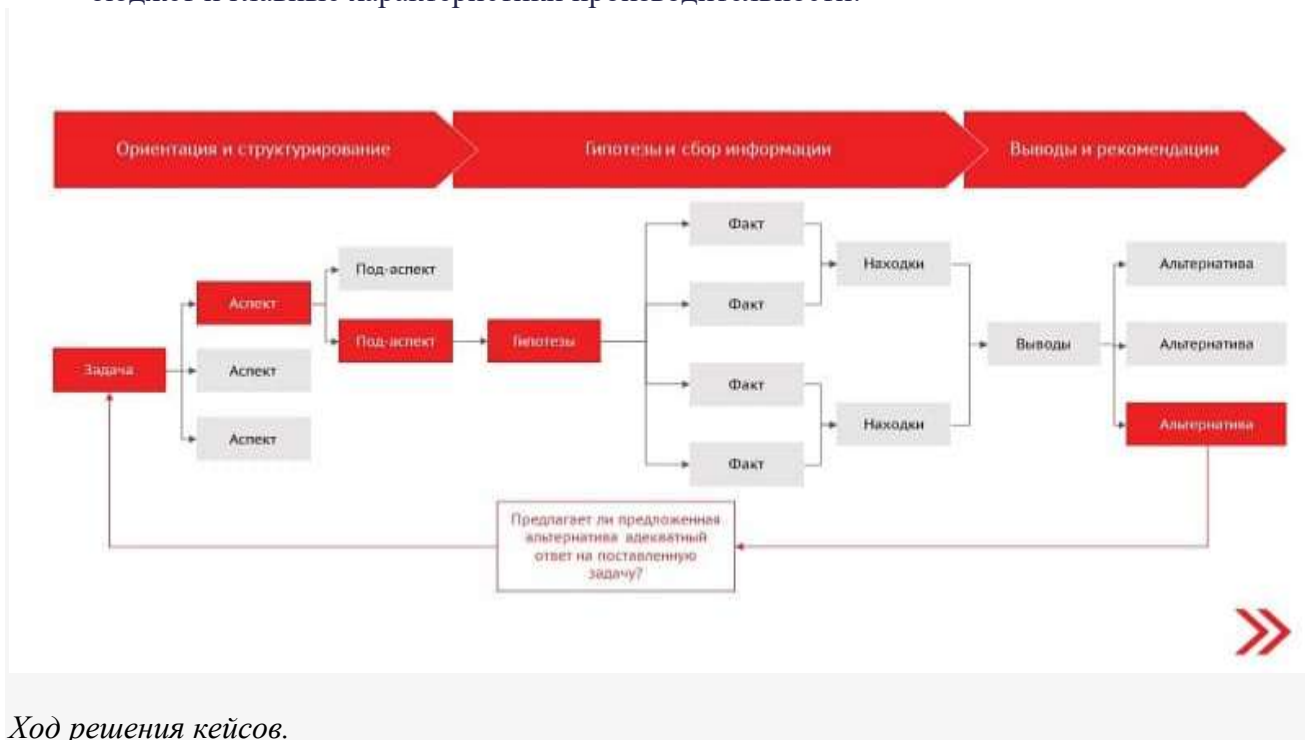 Ориентация и структурирование
Гипотезы и сбор информации
Выводы и рекомендации
Задача
Аспект
Аспект
Аспект
Под-аспект
Под-аспект
Гипотезы
Факт
Факт
Факт
Факт
Находки
Находки
Выводы
Альтернатива
Альтернатива
Альтернатива
Предлагает ли предложенная
альтернатива адекватный
ответ на поставленную
задачу?
Ход решения кейсов.